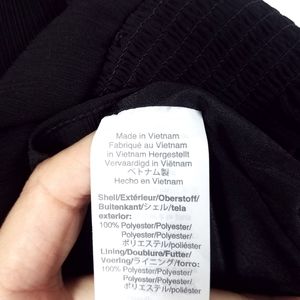 Made in Vietnam
Fabriqué au Vietnam
in Vietnam Hergestellt
Vervaardigd in Viëtnam
ベトナム製
Hecho en Vietnam
Shell/Extérieur/Oberstoff/
Buitenkant/シェル/tela
exterior:
100% Polyester/Polyester/
Polyester/Polyester/
ポリエステル/poliéster
Lining/Doublure/Futter/
Voering/ライニング/forro:
100% Polyester/Polyester/
Polyester/Polyester/
ポリエステル/poliéster